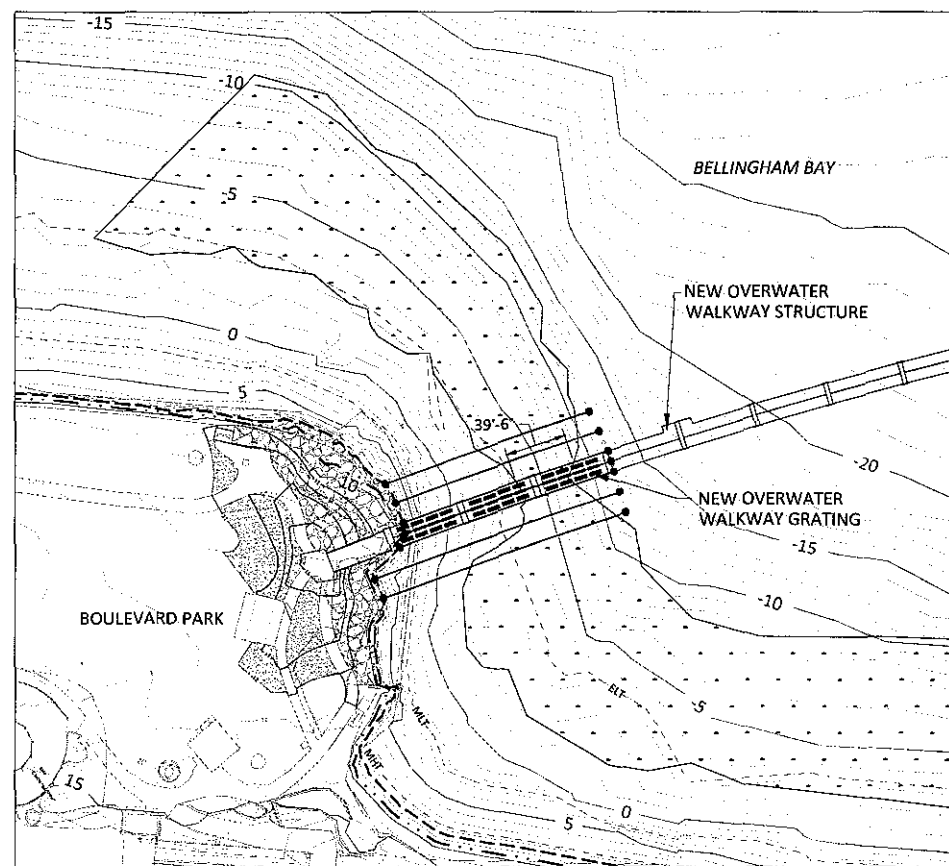 -15
-10
BELLINGHAM BAY
-5
NEW OVERWATER
WALKWAY STRUCTURE
0
5
39'-6"
10
-20
NEW OVERWATER
WALKWAY GRATING
-15
-10
BOULEVARD PARK
ELT
-5
MLT
MHT
15
0
5